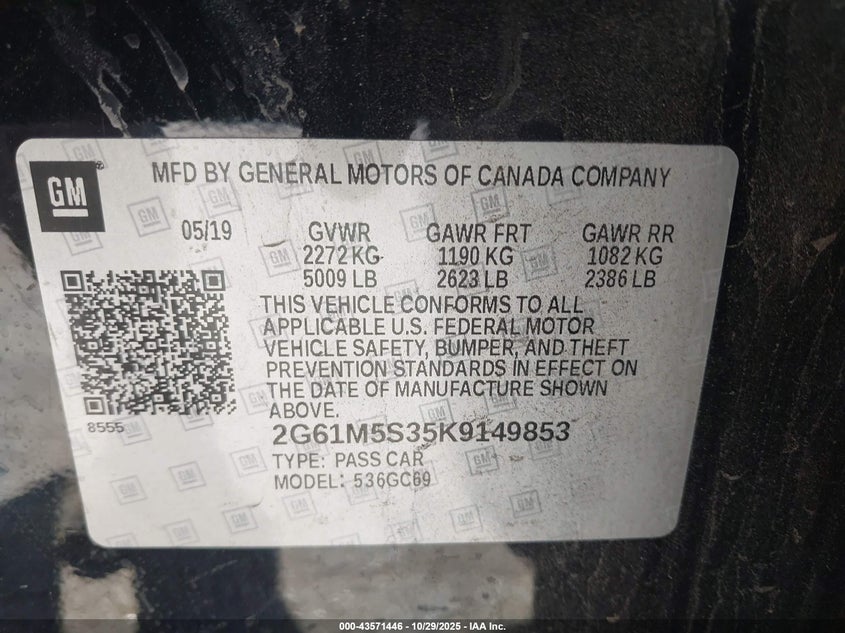 GM
MFD BY GENERAL MOTORS OF CANADA COMPANY
05/19 GVWR GAWR FRT GAWR RR
2272 KG 1190 KG 1082 KG
5009 LB 2623 LB 2386 LB
THIS VEHICLE CONFORMS TO ALL
APPLICABLE U.S. FEDERAL MOTOR
VEHICLE SAFETY, BUMPER, AND THEFT
PREVENTION STANDARDS IN EFFECT ON
THE DATE OF MANUFACTURE SHOWN
ABOVE.
8555
2G61M5S35K9149853
TYPE: PASS CAR
MODEL: 536GC69
000-43571446 - 10/29/2025 - IAA Inc.